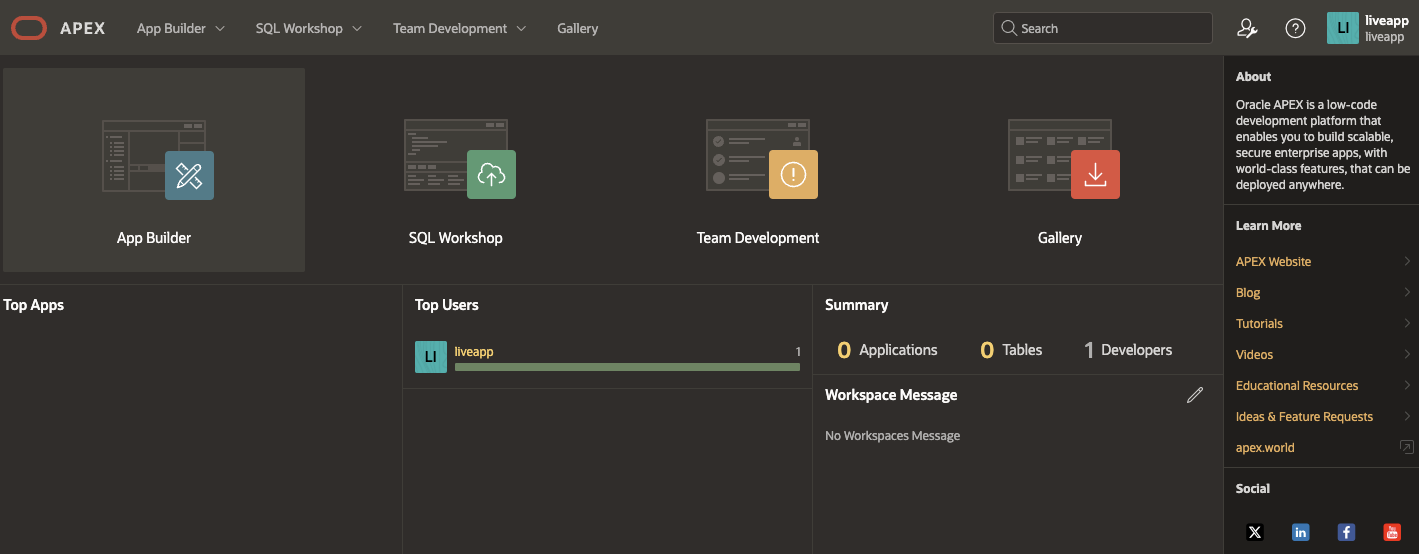 APEX App Builder SQL Workshop Team Development Gallery Search LI liveapp
liveapp
App Builder SQL Workshop Team Development Gallery
Top Apps
Top Users
LI liveapp 1
Summary
0 Applications 0 Tables 1 Developers
Workspace Message
No Workspaces Message
About
Oracle APEX is a low-code
development platform that
enables you to build scalable,
secure enterprise apps, with
world-class features, that can be
deployed anywhere.
Learn More
APEX Website
Blog
Tutorials
Videos
Educational Resources
Ideas & Feature Requests
apex.world
Social